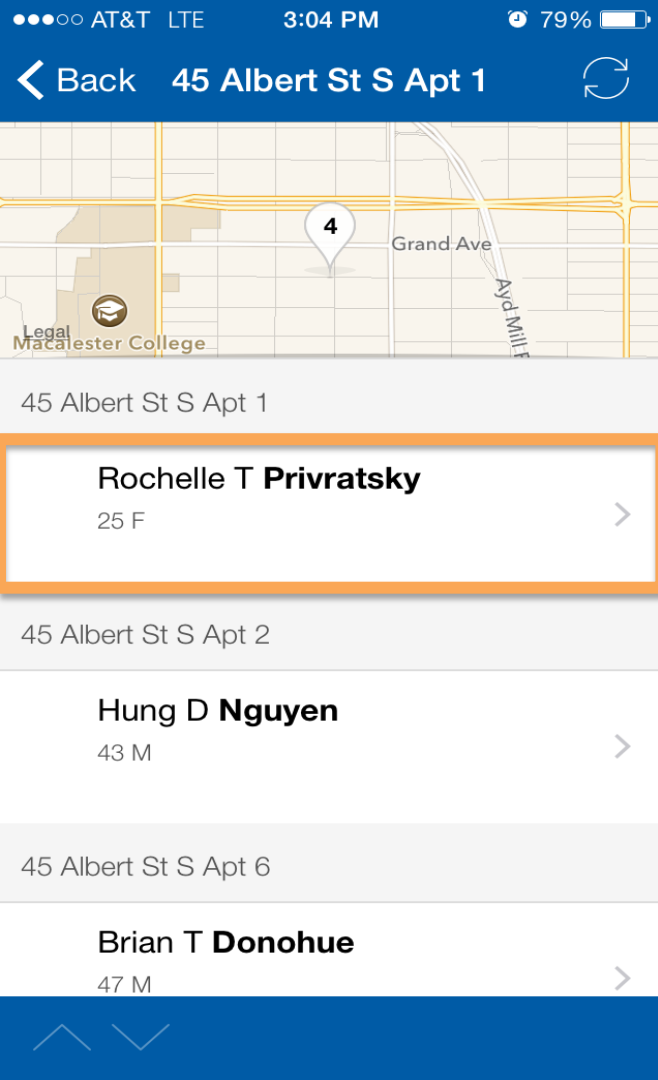 AT&T LTE 3:04 PM 79%
Back 45 Albert St S Apt 1
4
Grand Ave
Ayd Mill R
Legal
Macalester College
45 Albert St S Apt 1
Rochelle T Privratsky
25 F
45 Albert St S Apt 2
Hung D Nguyen
43 M
45 Albert St S Apt 6
Brian T Donohue
47 M